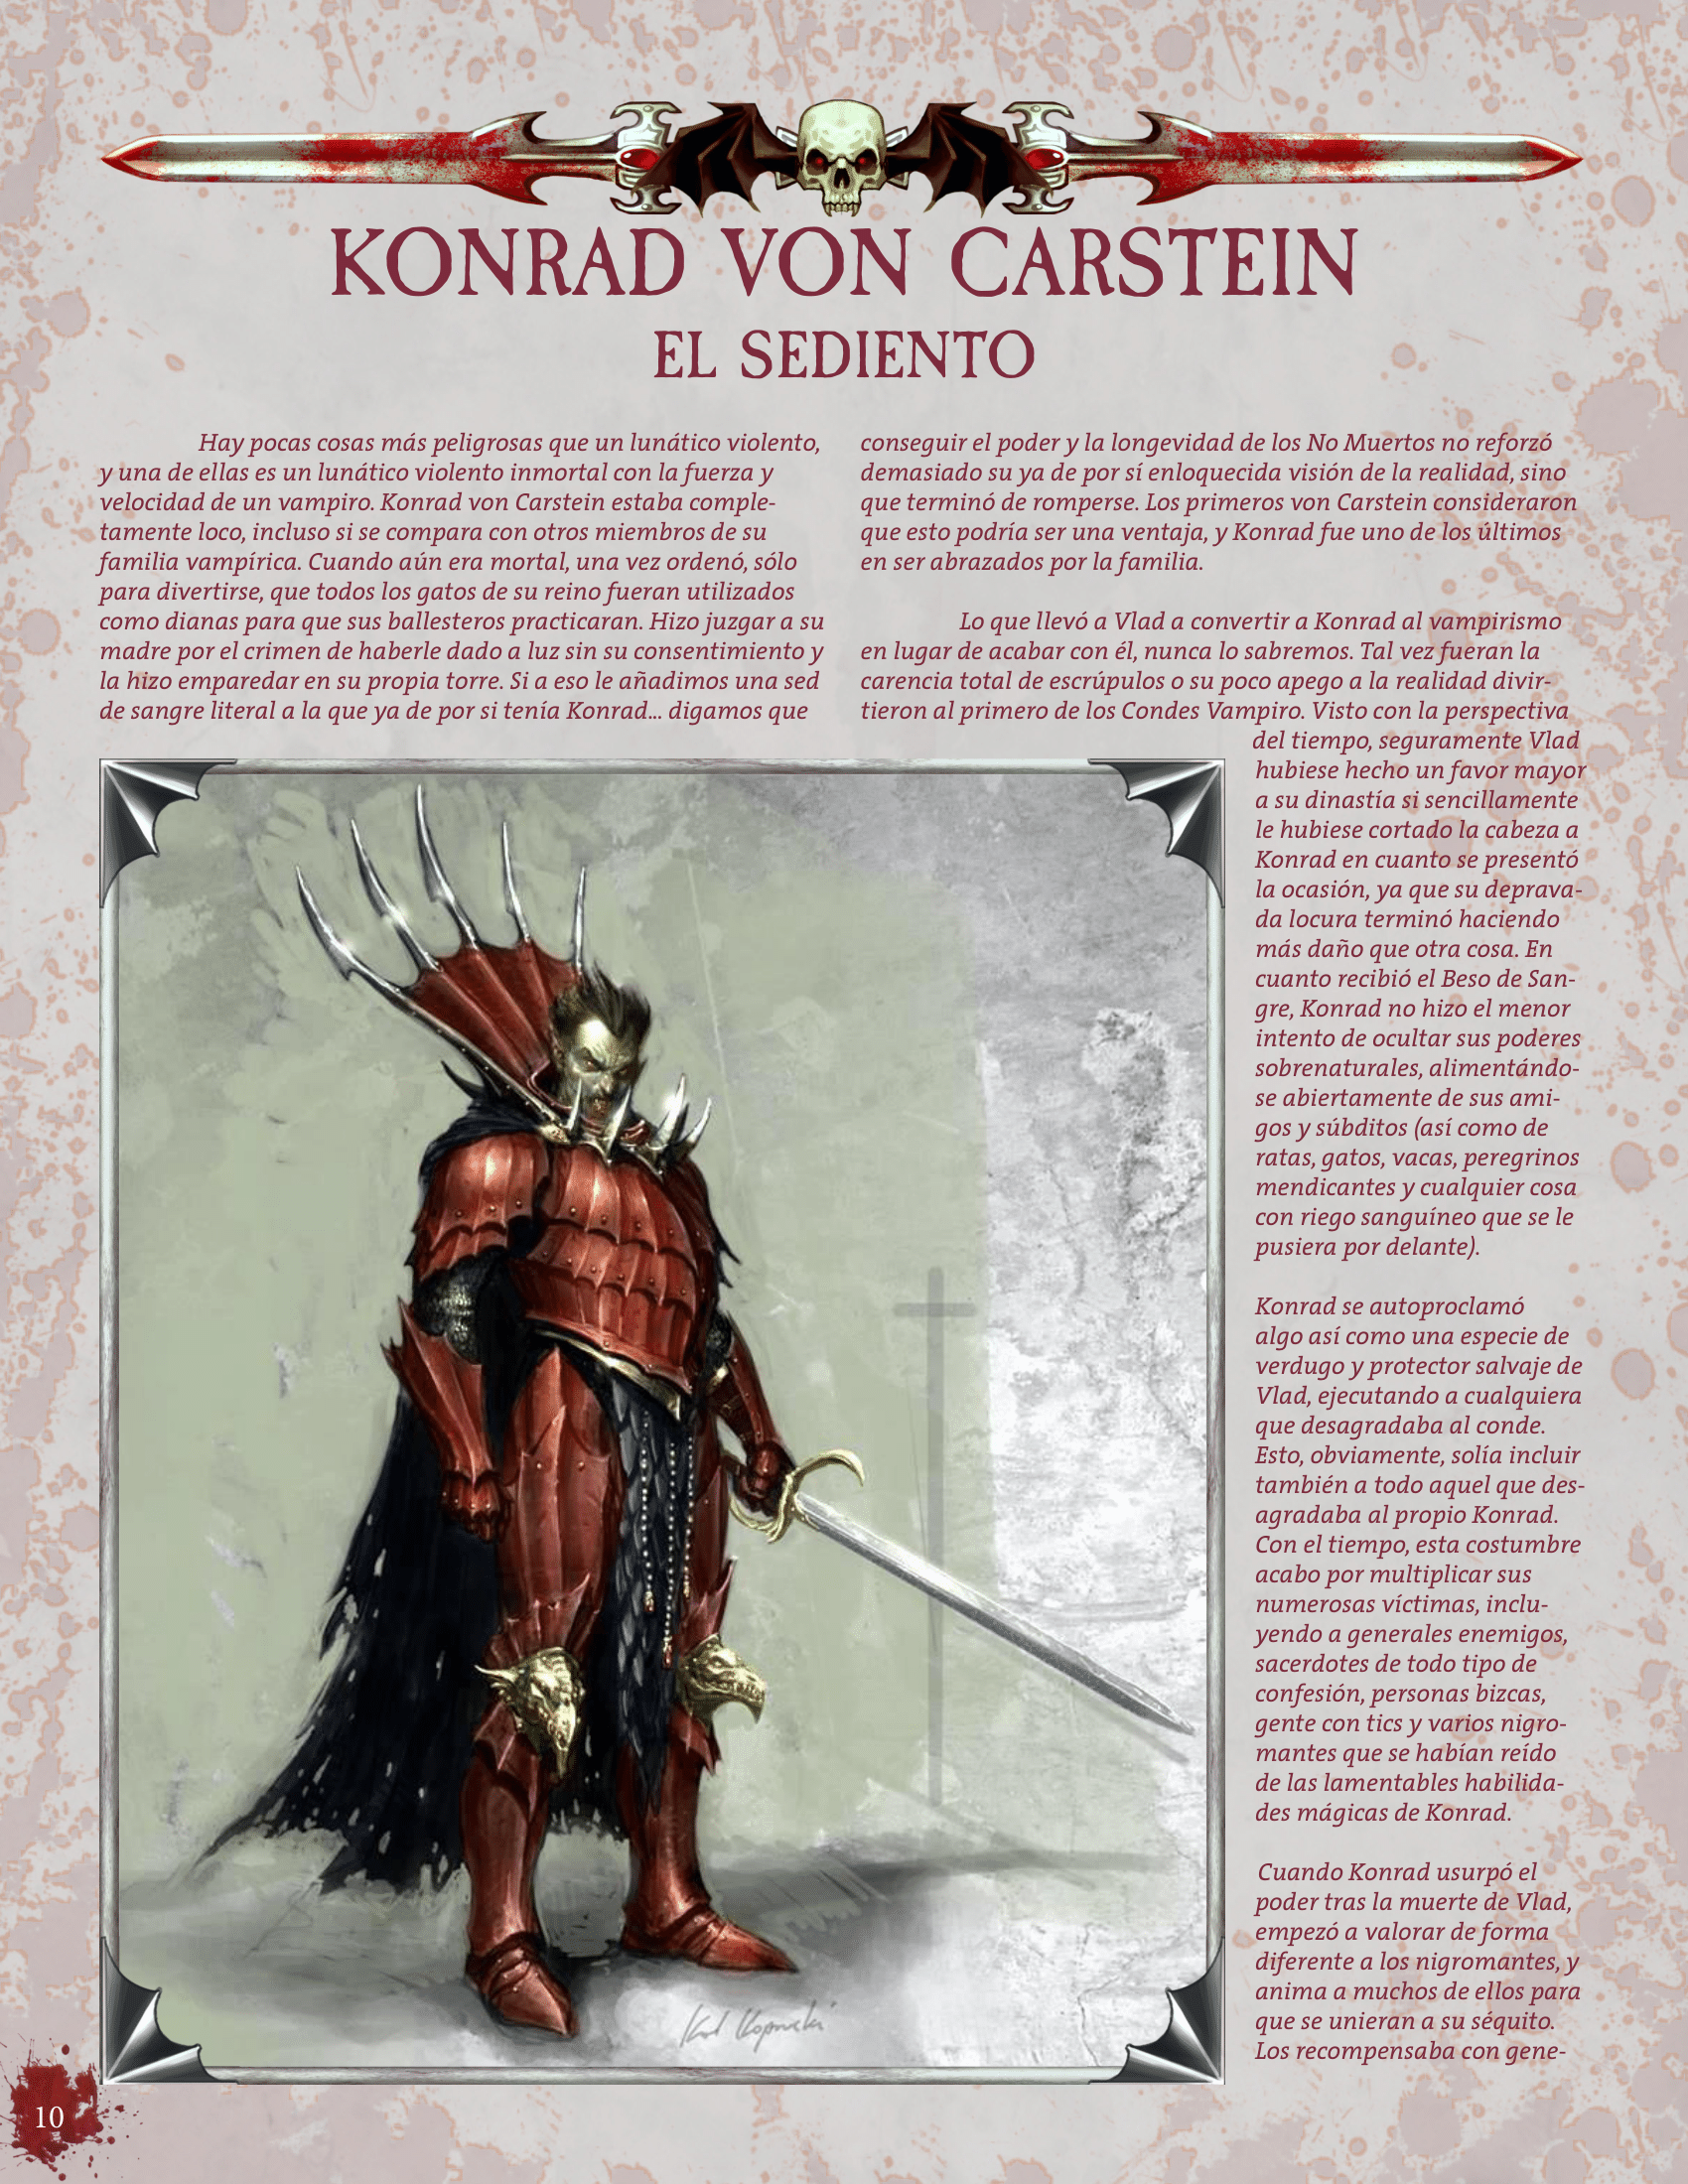 KONRAD VON CARSTEIN
EL SEDIENTO
Hay pocas cosas más peligrosas que un lunático violento,
y una de ellas es un lunático violento inmortal con la fuerza y
velocidad de un vampiro. Konrad von Carstein estaba comple-
tamente loco, incluso si se compara con otros miembros de su
familia vampírica. Cuando aún era mortal, una vez ordenó, sólo
para divertirse, que todos los gatos de su reino fueran utilizados
como dianas para que sus ballesteros practicaran. Hizo juzgar a su
madre por el crimen de haberle dado a luz sin su consentimiento y
la hizo emparedar en su propia torre. Si a eso le añadimos una sed
de sangre literal a la que ya de por si tenía Konrad... digamos que
conseguir el poder y la longevidad de los No Muertos no reforzó
demasiado su ya de por sí enloquecida visión de la realidad, sino
que terminó de romperse. Los primeros von Carstein consideraron
que esto podría ser una ventaja, y Konrad fue uno de los últimos
en ser abrazados por la familia.
Lo que llevó a Vlad a convertir a Konrad al vampirismo
en lugar de acabar con él, nunca lo sabremos. Tal vez fueran la
carencia total de escrúpulos o su poco apego a la realidad divir-
tieron al primero de los Condes Vampiro. Visto con la perspectiva
del tiempo, seguramente Vlad
hubiese hecho un favor mayor
a su dinastía si sencillamente
le hubiese cortado la cabeza a
Konrad en cuanto se presentó
la ocasión, ya que su deprava-
da locura terminó haciendo
más daño que otra cosa. En
cuanto recibió el Beso de San-
gre, Konrad no hizo el menor
intento de ocultar sus poderes
sobrenaturales, alimentándo-
se abiertamente de sus ami-
gos y súbditos (así como de
ratas, gatos, vacas, peregrinos
mendicantes y cualquier cosa
con riego sanguíneo que se le
pusiera por delante).
Konrad se autoproclamó
algo así como una especie de
verdugo y protector salvaje de
Vlad, ejecutando a cualquiera
que desagradaba al conde.
Esto, obviamente, solía incluir
también a todo aquel que des-
agradaba al propio Konrad.
Con el tiempo, esta costumbre
acabo por multiplicar sus
numerosas víctimas, inclu-
yendo a generales enemigos,
sacerdotes de todo tipo de
confesión, personas bizcas,
gente con tics y varios nigro-
mantes que se habían reído
de las lamentables habilida-
des mágicas de Konrad.
Cuando Konrad usurpó el
poder tras la muerte de Vlad,
empezó a valorar de forma
diferente a los nigromantes, y
anima a muchos de ellos para
que se unieran a su séquito.
Los recompensaba con gene-
10